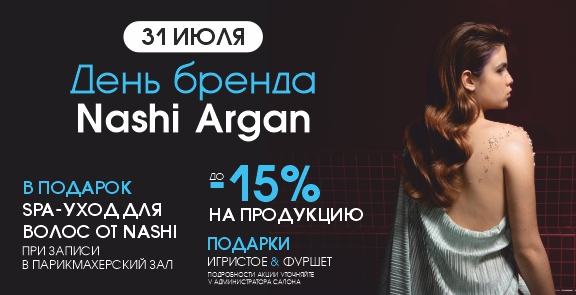 31 ИЮЛЯ
День бренда
Nashi Argan
В ПОДАРОК
SPA-УХОД ДЛЯ
ВОЛОС ОТ NASHI
ПРИ ЗАПИСИ
В ПАРИКМАХЕРСКИЙ ЗАЛ
ДО
-15%
НА ПРОДУКЦИЮ
ПОДАРКИ
ИГРИСТОЕ & ФУРШЕТ
ПОДРОБНОСТИ АКЦИИ УТОЧНЯЙТЕ
У АДМИНИСТРАТОРА САЛОНА